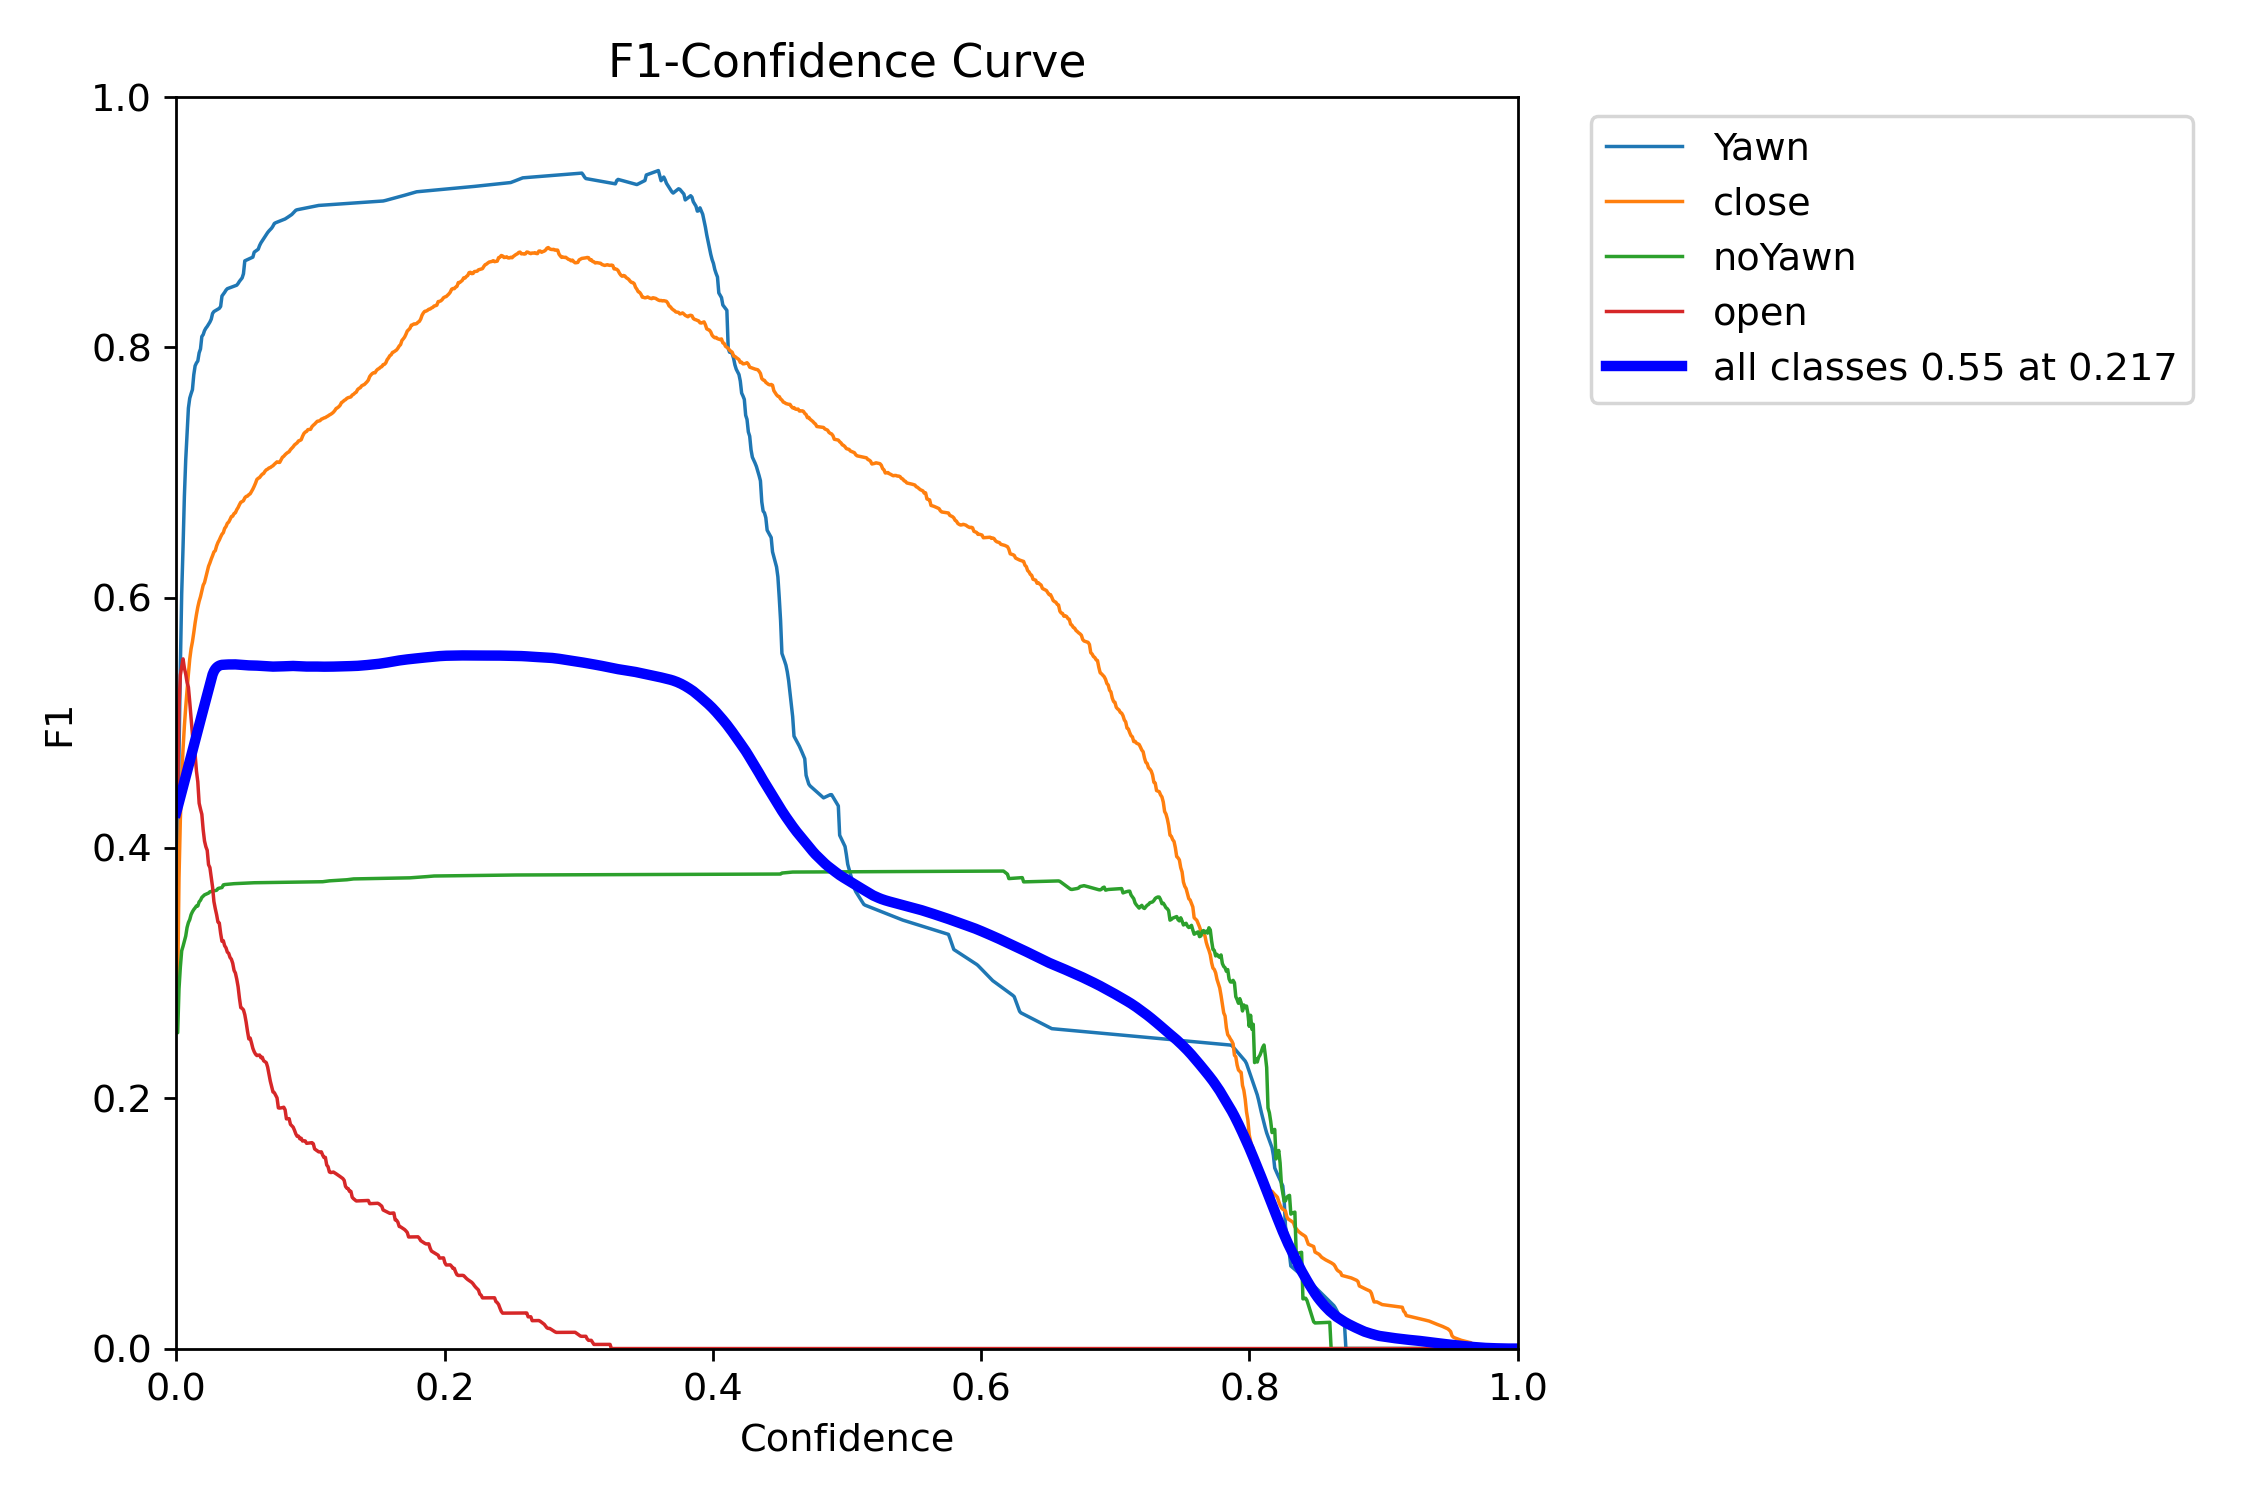 F1-Confidence Curve
1.0
0.8
0.6
0.4
0.2
0.0
F1
0.0 0.2 0.4 0.6 0.8 1.0
Confidence
Yawn
close
noYawn
open
all classes 0.55 at 0.217